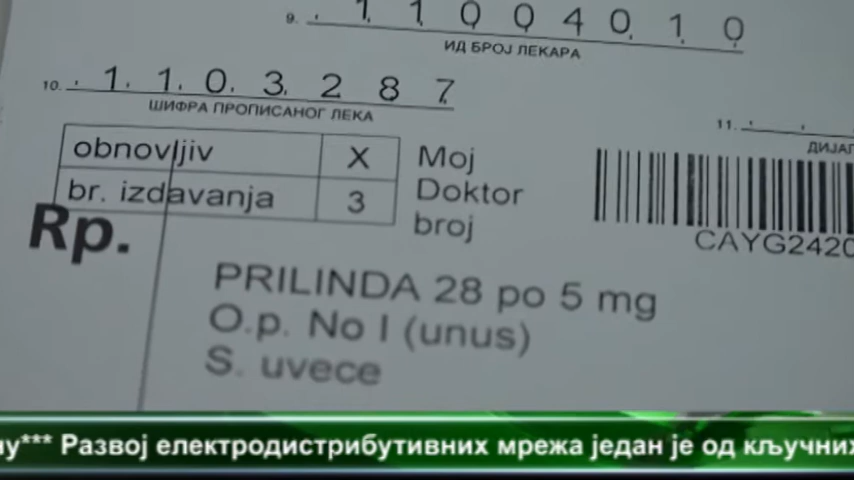 9. 1 1 0 0 4 0 1 0
ИД БРОЈ ЛЕКАРА
10. 1 1 0 3 2 8 7
ШИФРА ПРОПИСАНОГ ЛЕКА
11.
obnovljiv X
br. izdavanja 3
Moj
Doktor
broj
CAYG2420
Rp.
PRILINDA 28 po 5 mg
O.p. No I (unus)
S. uvece
*** Развој електродистрибутивних мрежа један је од кључних